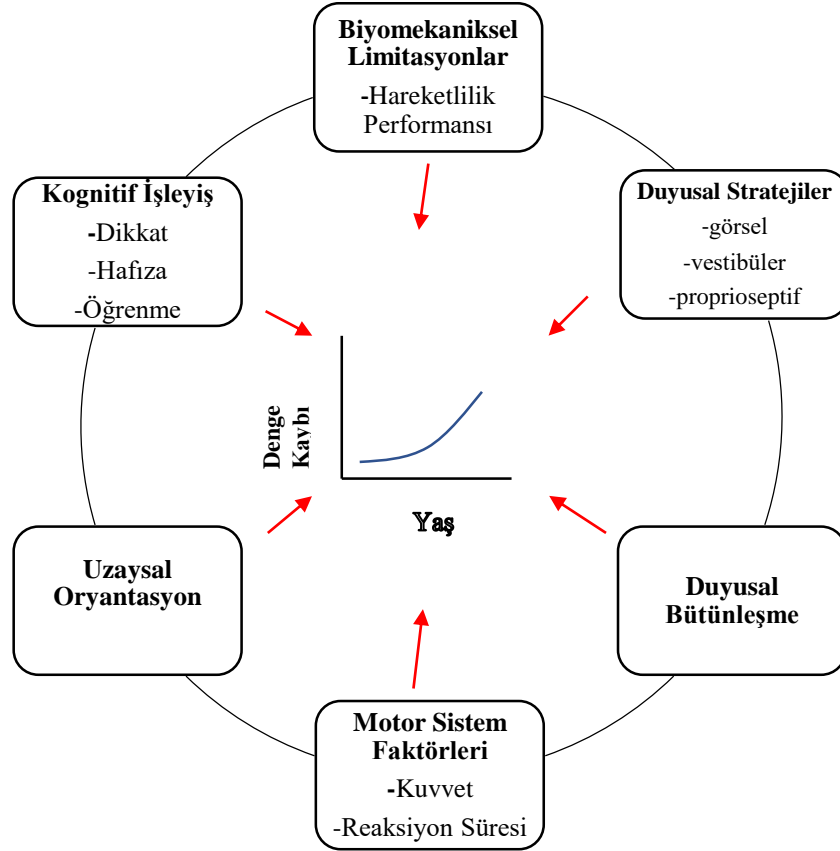 Biyomekaniksel
Limitasyonlar
-Hareketlilik
Performansı
Kognitif İşleyiş
-Dikkat
-Hafıza
-Öğrenme
Duyusal Stratejiler
-görsel
-vestibüler
-proprioseptif
Denge
Kaybı
Yaş
Uzaysal
Oryantasyon
Duyusal
Bütünleşme
Motor Sistem
Faktörleri
-Kuvvet
-Reaksiyon Süresi